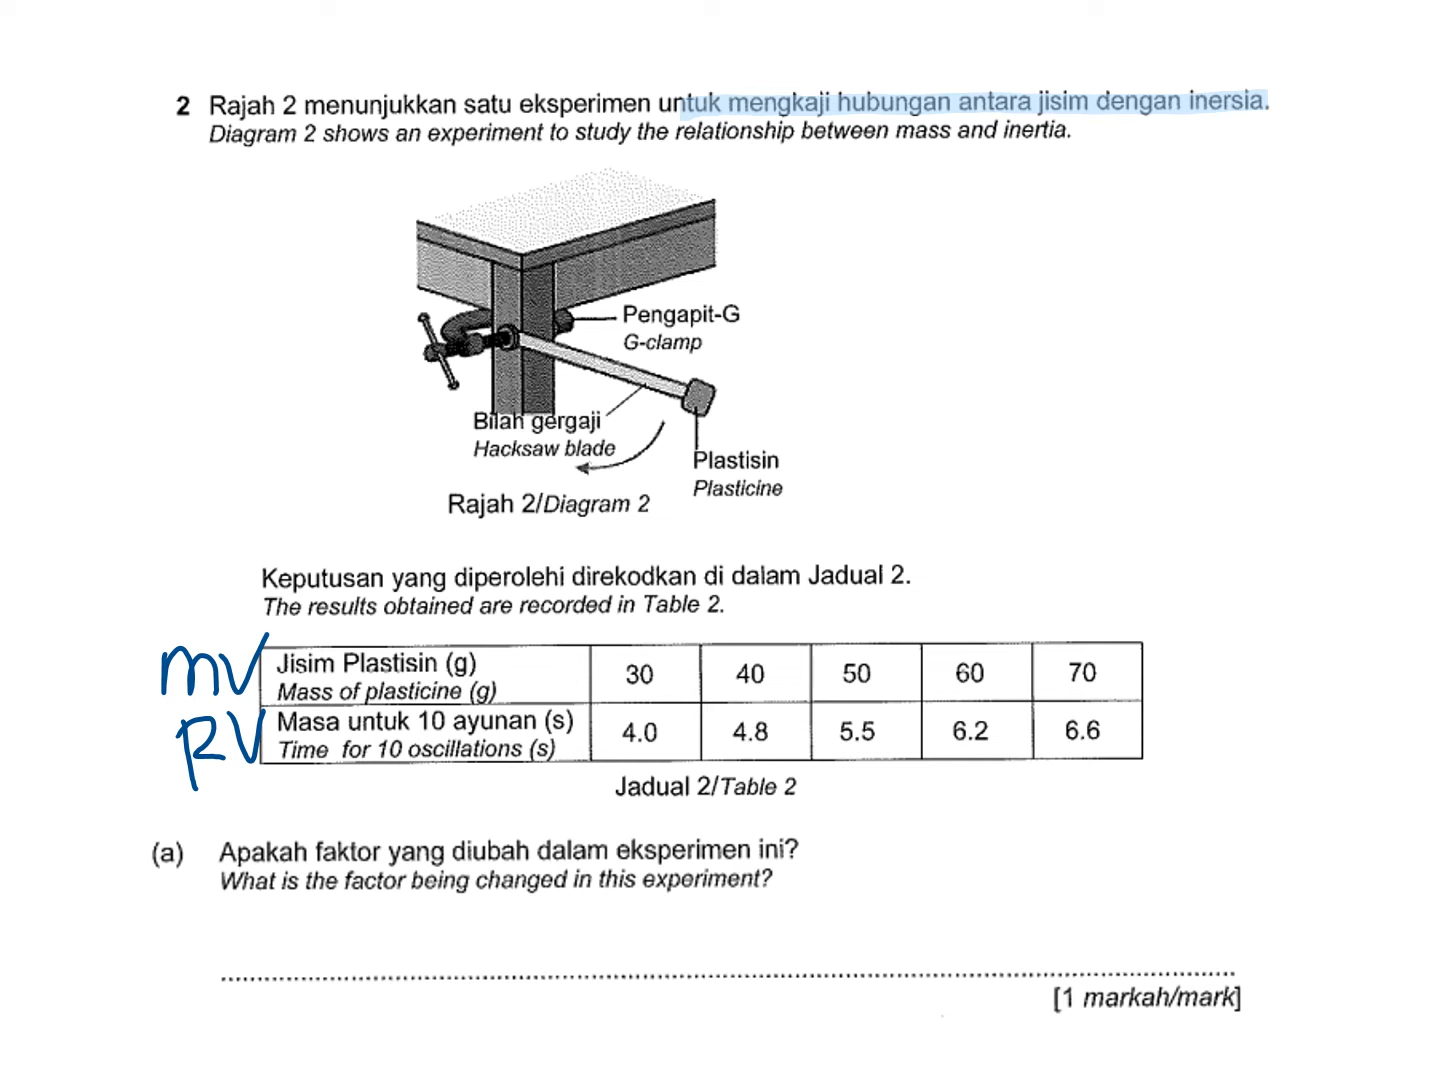 2 Rajah 2 menunjukkan satu eksperimen untuk mengkaji hubungan antara jisim dengan inersia.
Diagram 2 shows an experiment to study the relationship between mass and inertia.
Pengapit-G
G-clamp
Bilah gergaji
Hacksaw blade
Plastisin
Plasticine
Rajah 2/Diagram 2
Keputusan yang diperolehi direkodkan di dalam Jadual 2.
The results obtained are recorded in Table 2.
MV
Jisim Plastisin (g) 30 40 50 60 70
Mass of plasticine (g)
RV
Masa untuk 10 ayunan (s) 4.0 4.8 5.5 6.2 6.6
Time for 10 oscillations (s)
Jadual 2/Table 2
(a) Apakah faktor yang diubah dalam eksperimen ini?
What is the factor being changed in this experiment?
[1 markah/mark]